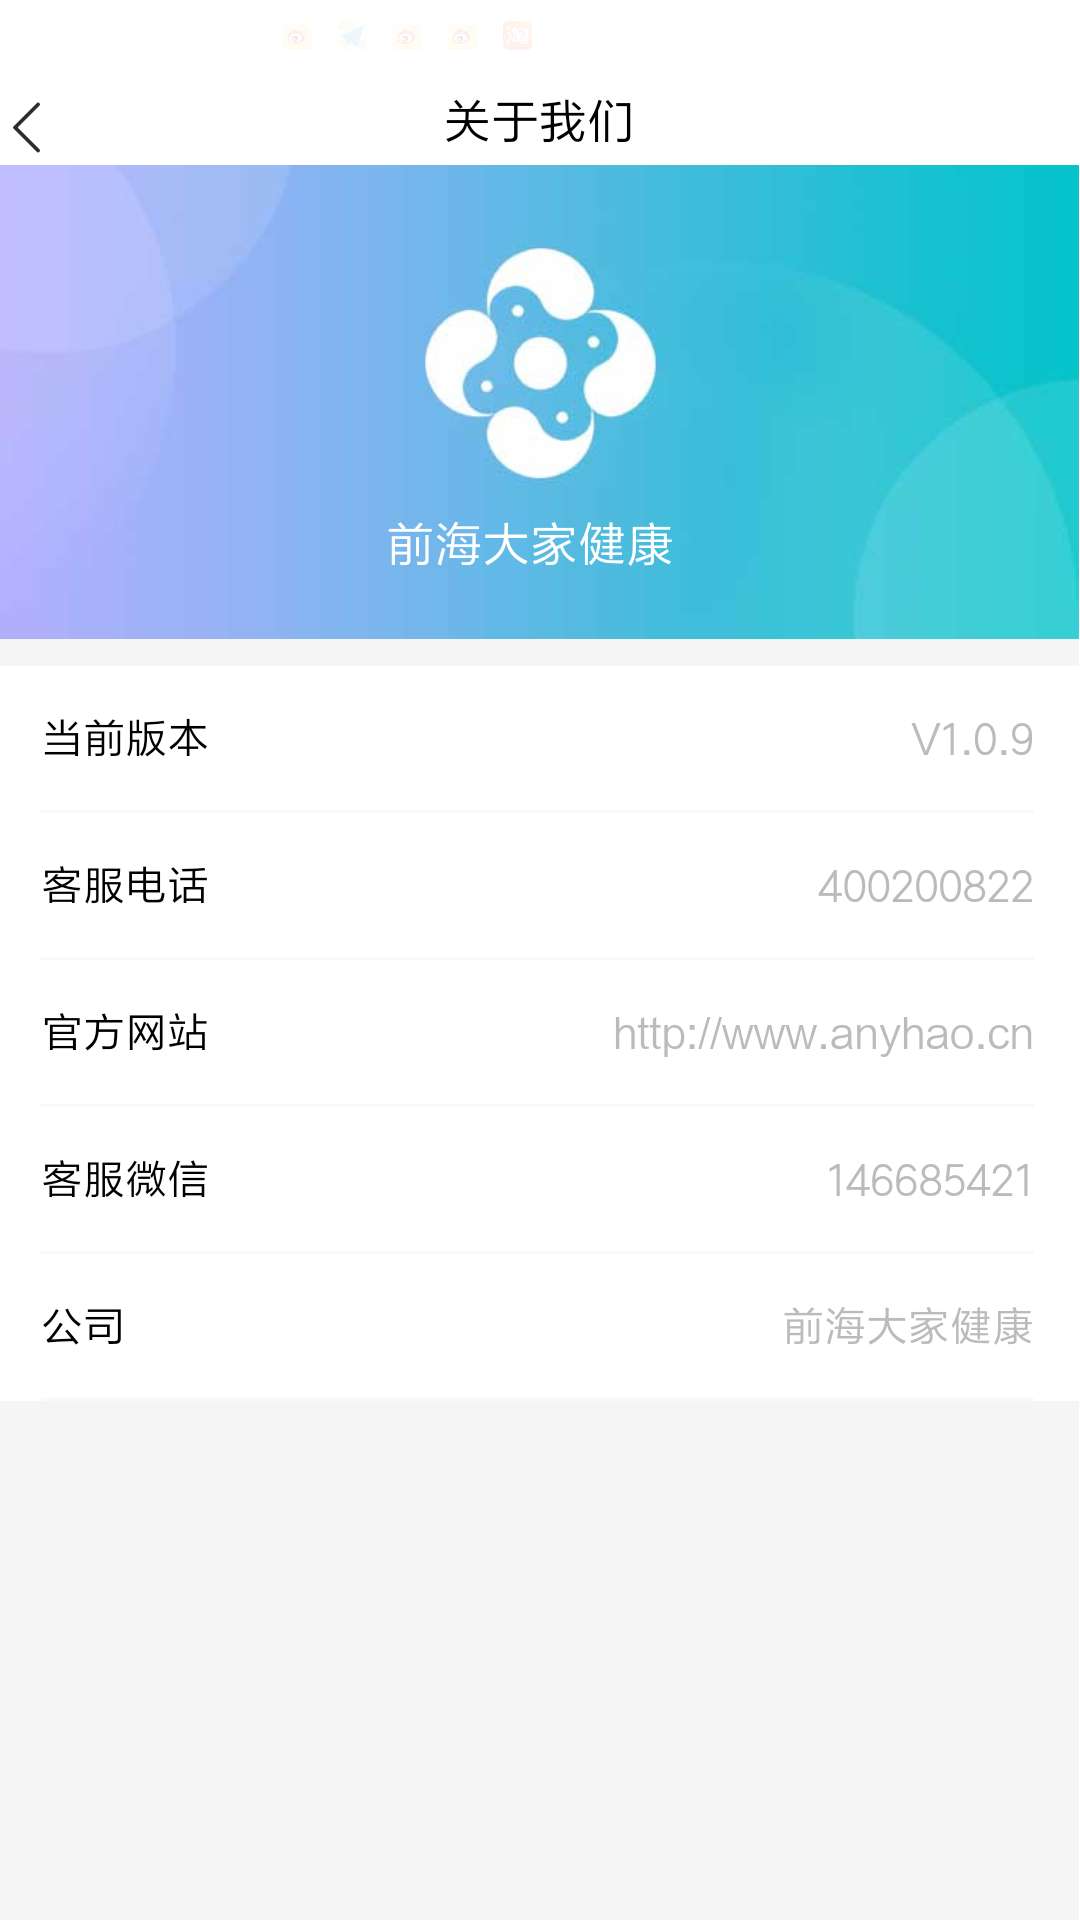 关于我们
前海大家健康
当前版本 V1.0.9
客服电话 400200822
官方网站 http://www.anyhao.cn
客服微信 146685421
公司 前海大家健康